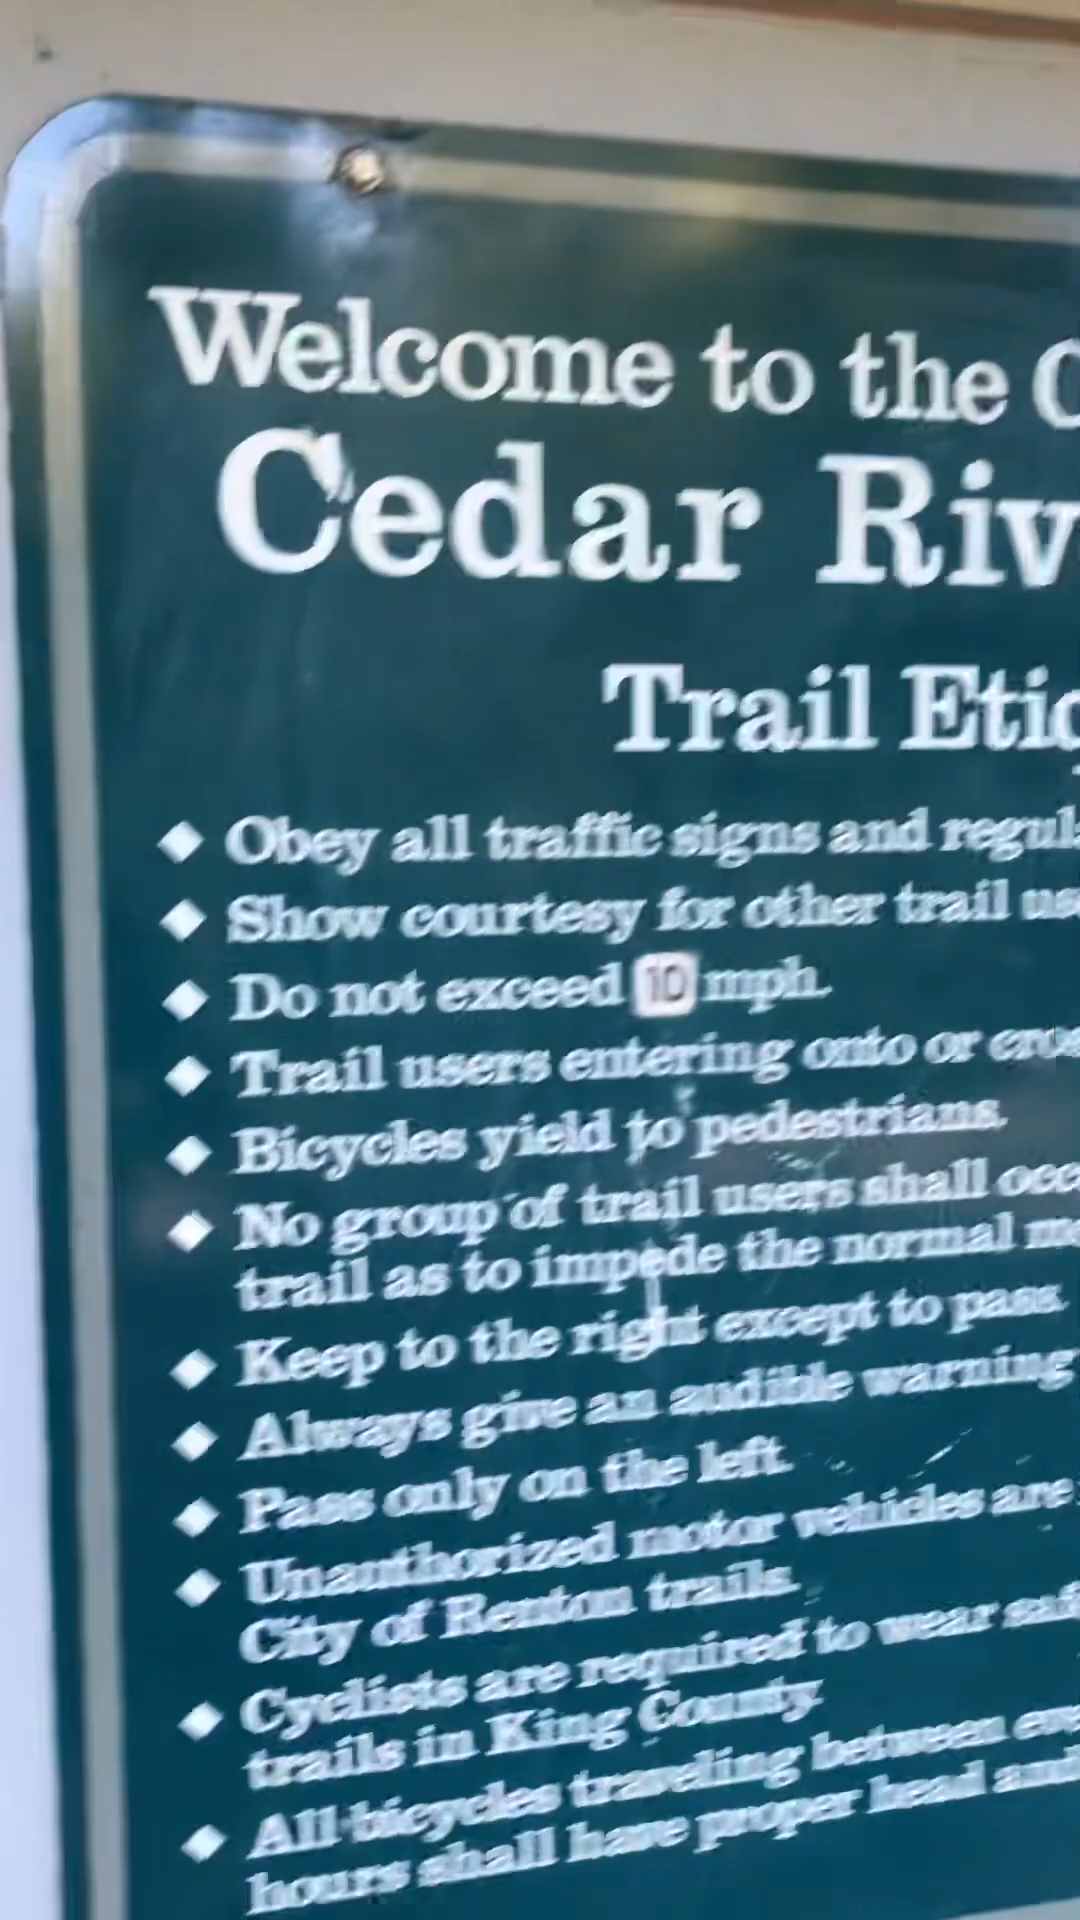 Welcome to the C
Cedar Riv
Trail Etiq
Obey all traffic signs and regul
Show courtesy for other trail us
Do not exceed 10 mph.
Trail users entering onto or cros
Bicycles yield to pedestrians.
No group of trail users shall occ
trail as to impede the normal mo
Keep to the right except to pass.
Always give an audible warning
Pass only on the left.
Unauthorized motor vehicles are
City of Renton trails.
Cyclists are required to wear saf
trails in King County.
All bicycles traveling between eve
hours shall have proper head and